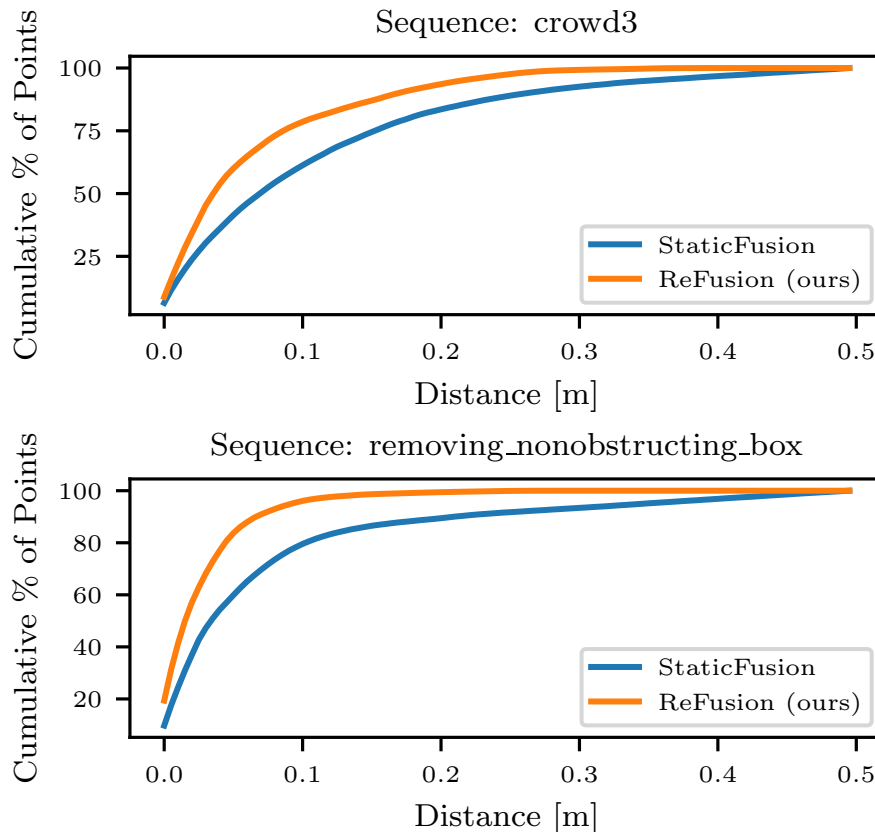 Sequence: crowd3
Cumulative % of Points
100
75
50
25
StaticFusion
ReFusion (ours)
0.0 0.1 0.2 0.3 0.4 0.5
Distance [m]
Sequence: removing_nonobstructing_box
Cumulative % of Points
100
80
60
40
20
StaticFusion
ReFusion (ours)
0.0 0.1 0.2 0.3 0.4 0.5
Distance [m]